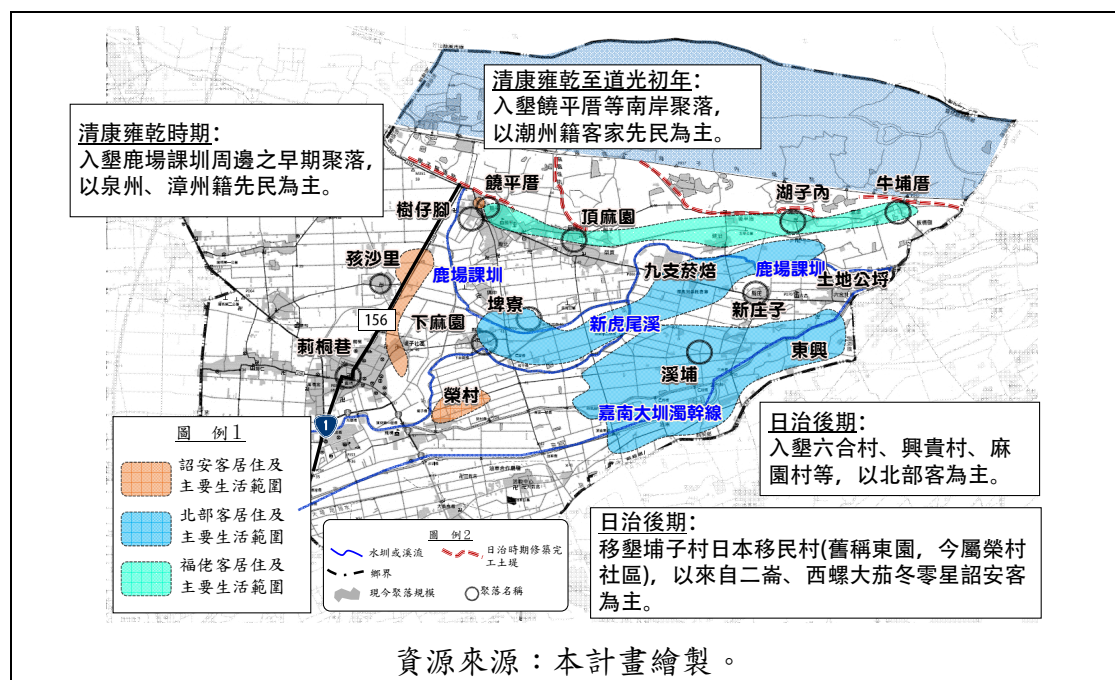 清康雍乾至道光初年：
入墾饒平厝等南岸聚落，
以潮州籍客家先民為主。
清康雍乾時期：
入墾鹿場課圳周邊之早期聚落，
以泉州、漳州籍先民為主。
饒平厝
樹仔腳
頂麻園
湖子內
牛埔厝
孩沙里
鹿場課圳
九支菸焙
鹿場課圳
土地公埒
埤寮
新庄子
156
下麻園
新虎尾溪
莿桐巷
溪埔
東興
榮村
嘉南大圳濁幹線
1
圖 例1
詔安客居住及
主要生活範圍
北部客居住及
主要生活範圍
福佬客居住及
主要生活範圍
圖 例2
水圳或溪流
日治時期修築完
工土堤
鄉界
現今聚落規模
聚落名稱
日治後期：
入墾六合村、興貴村、麻
園村等，以北部客為主。
日治後期：
移墾埔子村日本移民村(舊稱東園，今屬榮村
社區)，以來自二崙、西螺大茄冬零星詔安客
為主。
資源來源：本計畫繪製。